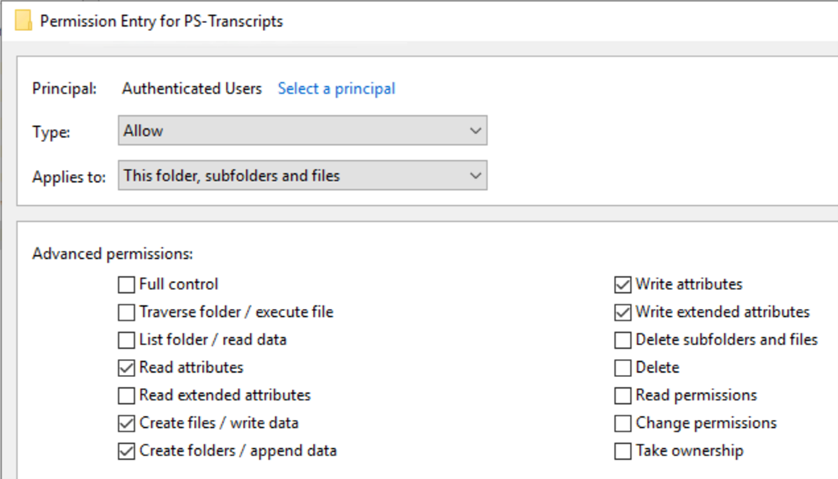 Permission Entry for PS-Transcripts
Principal: Authenticated Users Select a principal
Type: Allow
Applies to: This folder, subfolders and files
Advanced permissions:
Full control
Traverse folder / execute file
List folder / read data
Read attributes
Read extended attributes
Create files / write data
Create folders / append data
Write attributes
Write extended attributes
Delete subfolders and files
Delete
Read permissions
Change permissions
Take ownership